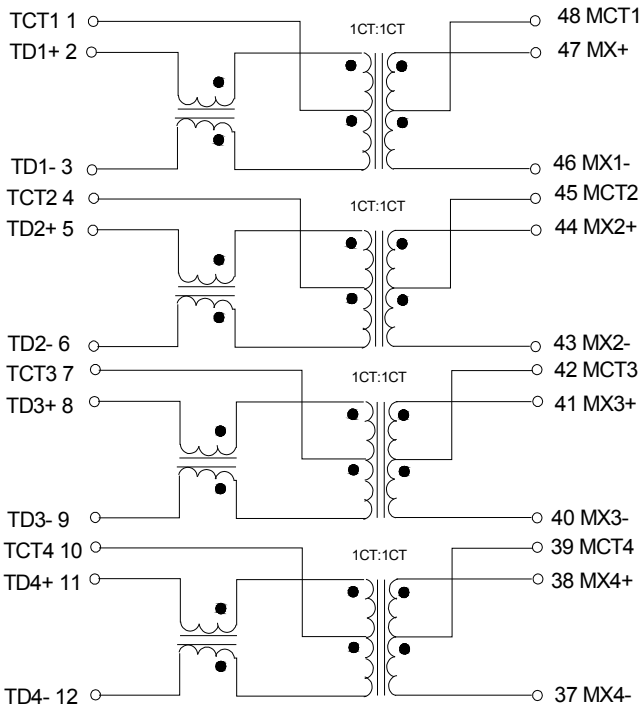 TCT1 1
1CT:1CT
48 MCT1
TD1+ 2
47 MX+
TD1- 3
46 MX1-
TCT2 4
1CT:1CT
45 MCT2
TD2+ 5
44 MX2+
TD2- 6
43 MX2-
TCT3 7
1CT:1CT
42 MCT3
TD3+ 8
41 MX3+
TD3- 9
40 MX3-
TCT4 10
1CT:1CT
39 MCT4
TD4+ 11
38 MX4+
TD4- 12
37 MX4-